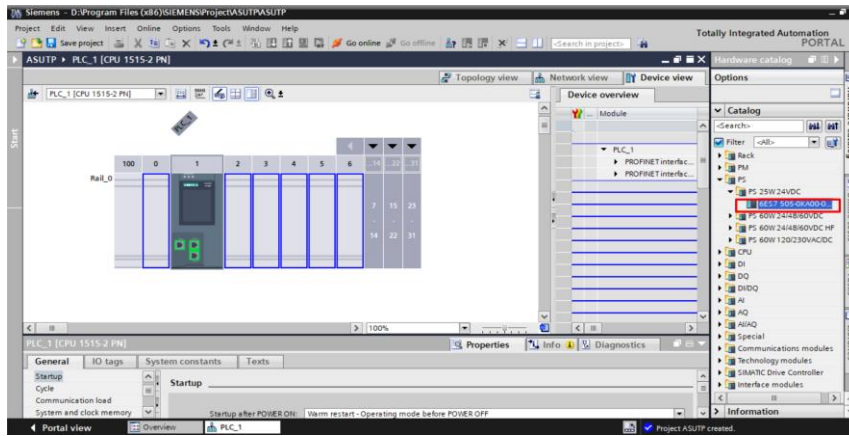 Siemens - D:\Program Files (x86)\SIEMENS\Project\ASUTP\ASUTP
Project Edit View Insert Online Options Tools Window Help
Totally Integrated Automation
PORTAL
Save project
Go online
Go offline
<Search in project>
ASUTP ▸ PLC_1 [CPU 1515-2 PN]
Hardware catalog
Topology view
Network view
Device view
Options
PLC_1 [CPU 1515-2 PN]
Device overview
Module
Catalog
<Search>
Filter <All>
PLC_1
PROFINET interfac...
PROFINET interfac...
PLC_1
100 0 1 2 3 4 5 6 ...14 ...22 ...31
Rail_0
7 15 23
- - -
14 22 31
Rack
PM
PS
PS 25W 24VDC
6ES7 505-0KA00-0...
PS 60W 24/48/60VDC
PS 60W 24/48/60VDC HF
PS 60W 120/230VAC/DC
CPU
DI
DQ
DI/DQ
AI
AQ
AI/AQ
Special
Communications modules
Technology modules
SIMATIC Drive Controller
Interface modules
Information
Start
100%
PLC_1 [CPU 1515-2 PN]
Properties
Info
Diagnostics
General
IO tags
System constants
Texts
Startup
Cycle
Communication load
System and clock memory
Startup
Startup after POWER ON: Warm restart - Operating mode before POWER OFF
Portal view
Overview
PLC_1
Project ASUTP created.